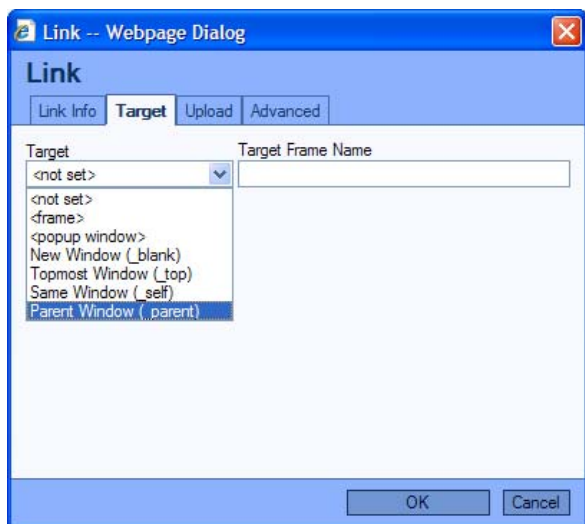 Link -- Webpage Dialog
Link
Link Info Target Upload Advanced
Target Target Frame Name
<not set>
<not set>
<frame>
<popup window>
New Window (_blank)
Topmost Window (_top)
Same Window (_self)
Parent Window (_parent)
OK Cancel